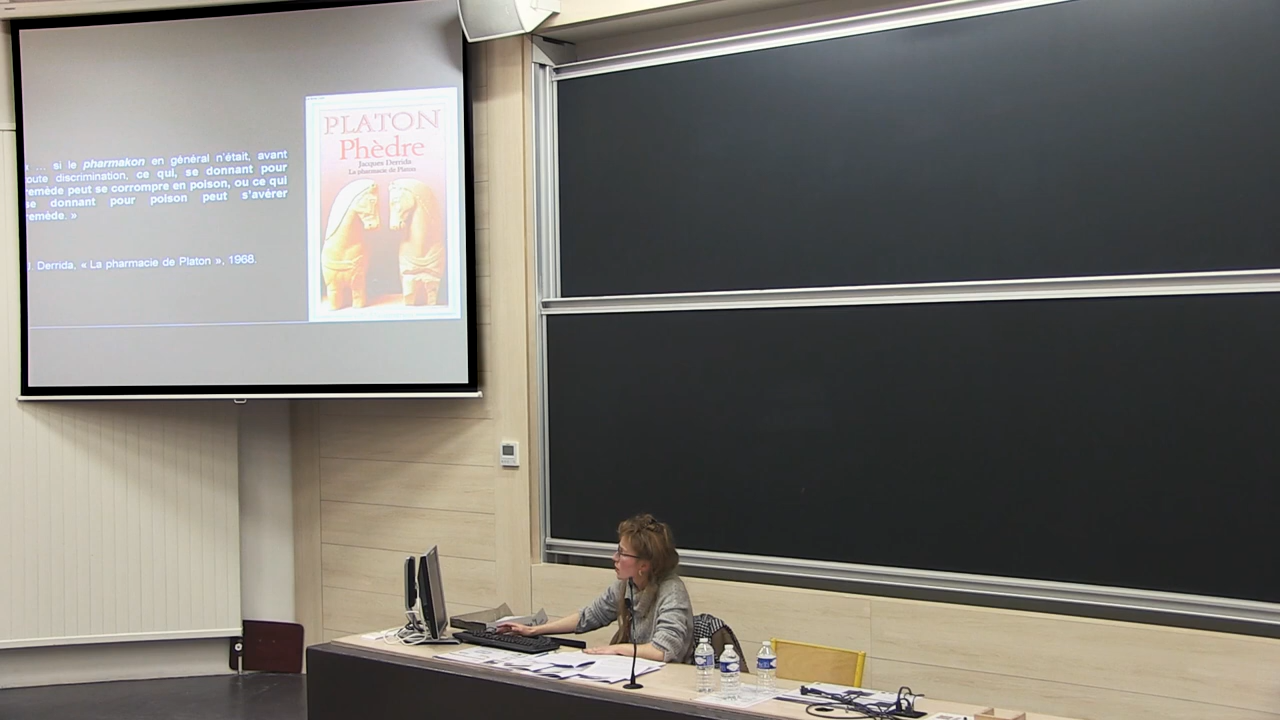 ... si le pharmakon en général n'était, avant
oute discrimination, ce qui, se donnant pour
remède peut se corrompre en poison, ou ce qui
se donnant pour poison peut s'avérer
remède. »
J. Derrida, « La pharmacie de Platon », 1968.
PLATON
Phèdre
Jacques Derrida
La pharmacie de Platon